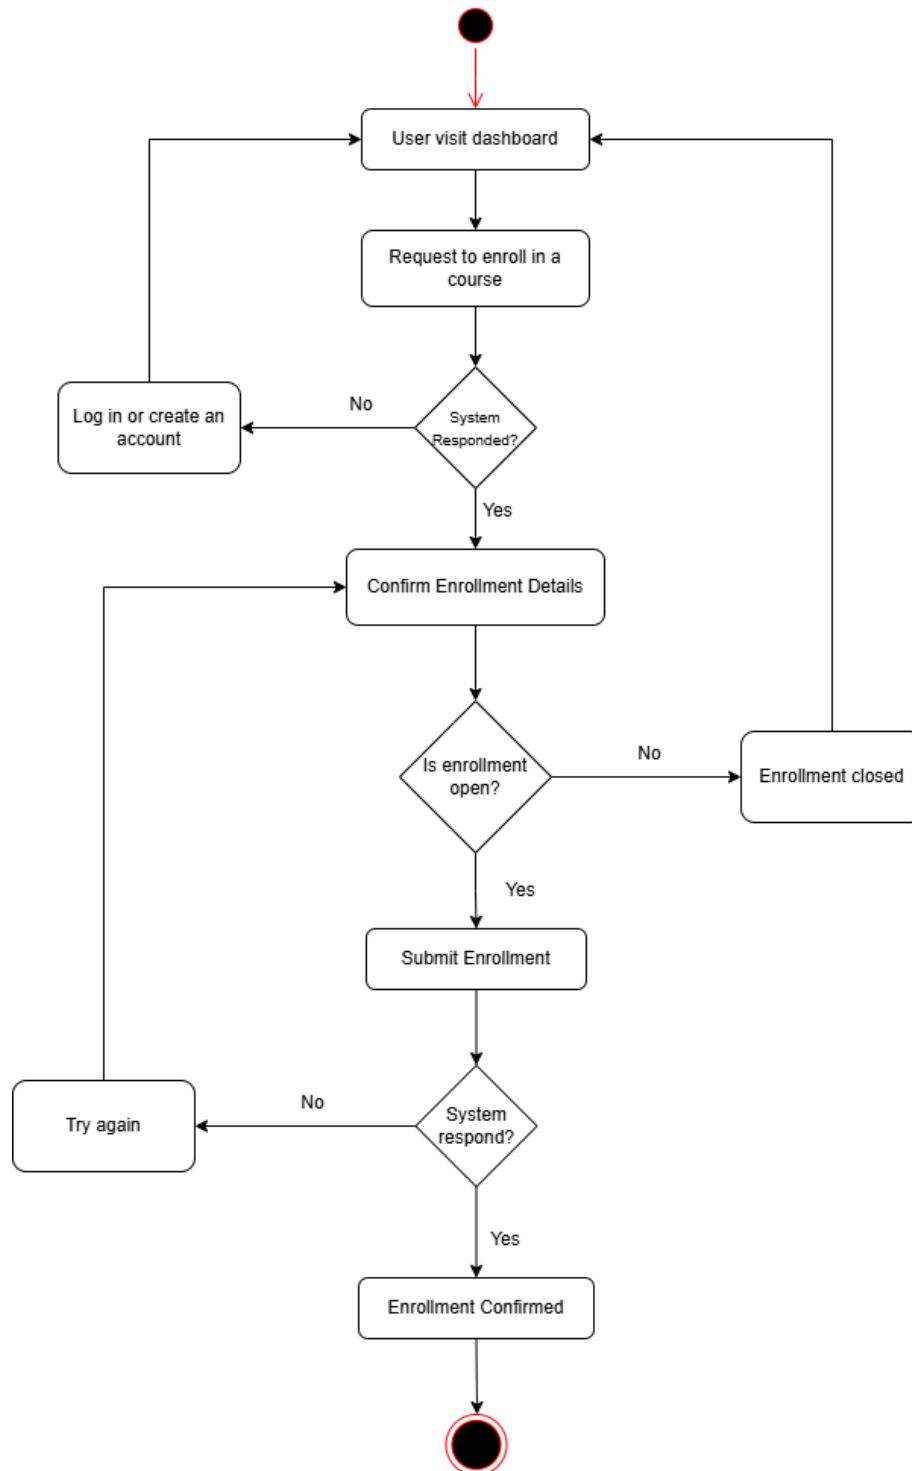 User visit dashboard
Request to enroll in a
course
No
Log in or create an
account
System
Responded?
Yes
Confirm Enrollment Details
Is enrollment
open?
No
Enrollment closed
Yes
Submit Enrollment
No
Try again
System
respond?
Yes
Enrollment Confirmed